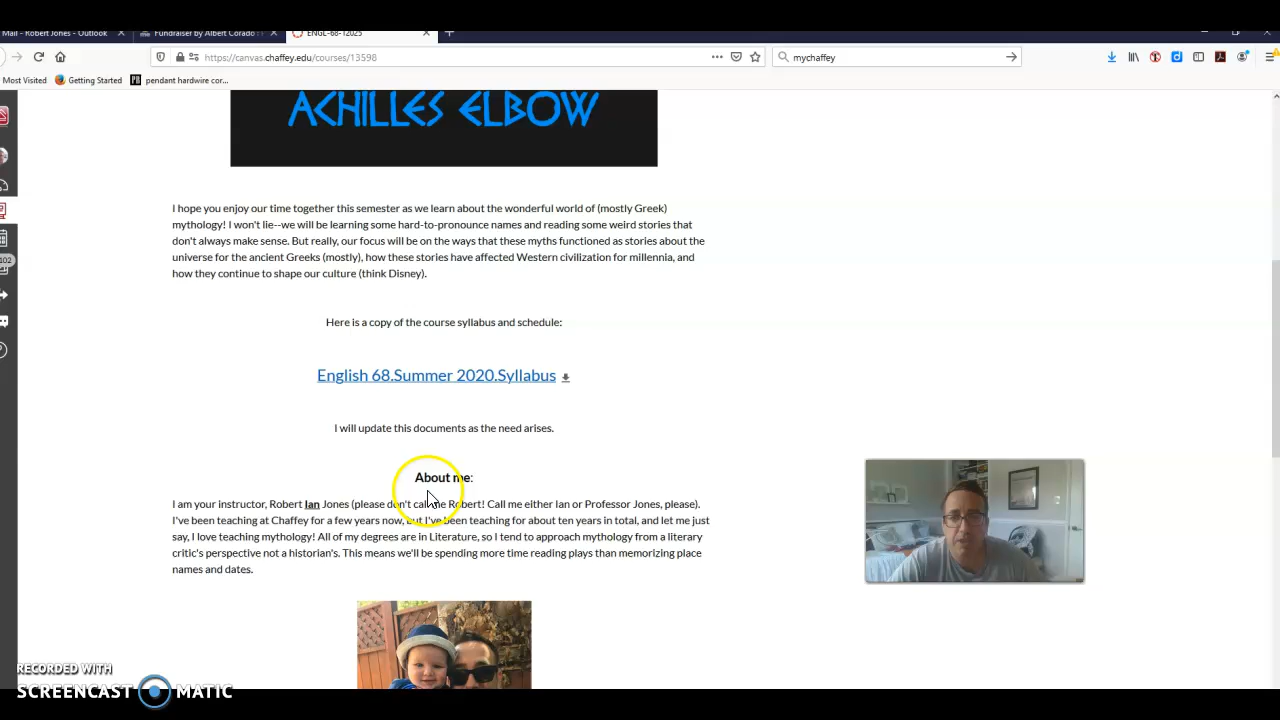 Mail - Robert Jones - Outlook
Fundraiser by Albert Corado
ENGL-68-12025
https://canvas.chaffey.edu/courses/13598
mychaffey
Most Visited
Getting Started
pendant hardwire cor...
ACHILLES ELBOW
I hope you enjoy our time together this semester as we learn about the wonderful world of (mostly Greek)
mythology! I won't lie--we will be learning some hard-to-pronounce names and reading some weird stories that
don't always make sense. But really, our focus will be on the ways that these myths functioned as stories about the
universe for the ancient Greeks (mostly), how these stories have affected Western civilization for millennia, and
how they continue to shape our culture (think Disney).
Here is a copy of the course syllabus and schedule:
English 68.Summer 2020.Syllabus
I will update this documents as the need arises.
About me:
I am your instructor, Robert Ian Jones (please don't call me Robert! Call me either Ian or Professor Jones, please).
I've been teaching at Chaffey for a few years now, but I've been teaching for about ten years in total, and let me just
say, I love teaching mythology! All of my degrees are in Literature, so I tend to approach mythology from a literary
critic's perspective not a historian's. This means we'll be spending more time reading plays than memorizing place
names and dates.
102
RECORDED WITH
SCREENCAST MATIC